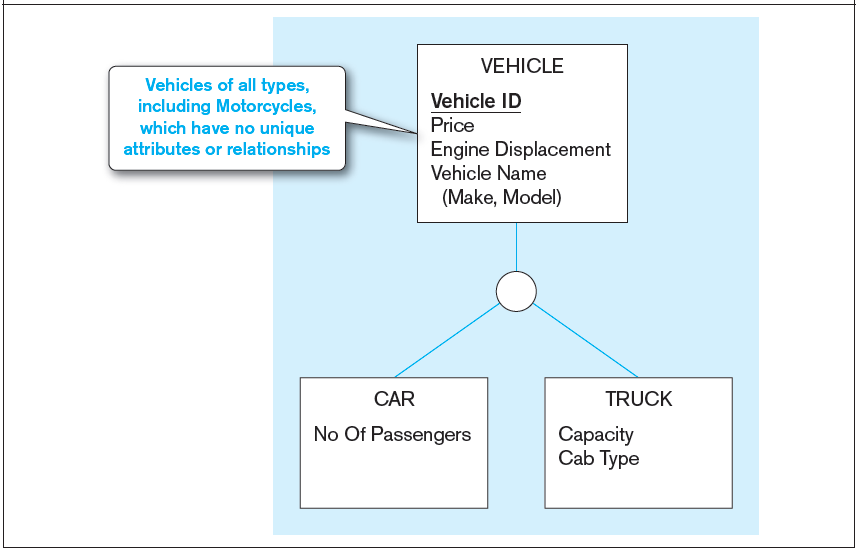 Vehicles of all types,
including Motorcycles,
which have no unique
attributes or relationships
VEHICLE
Vehicle ID
Price
Engine Displacement
Vehicle Name
(Make, Model)
CAR
No Of Passengers
TRUCK
Capacity
Cab Type